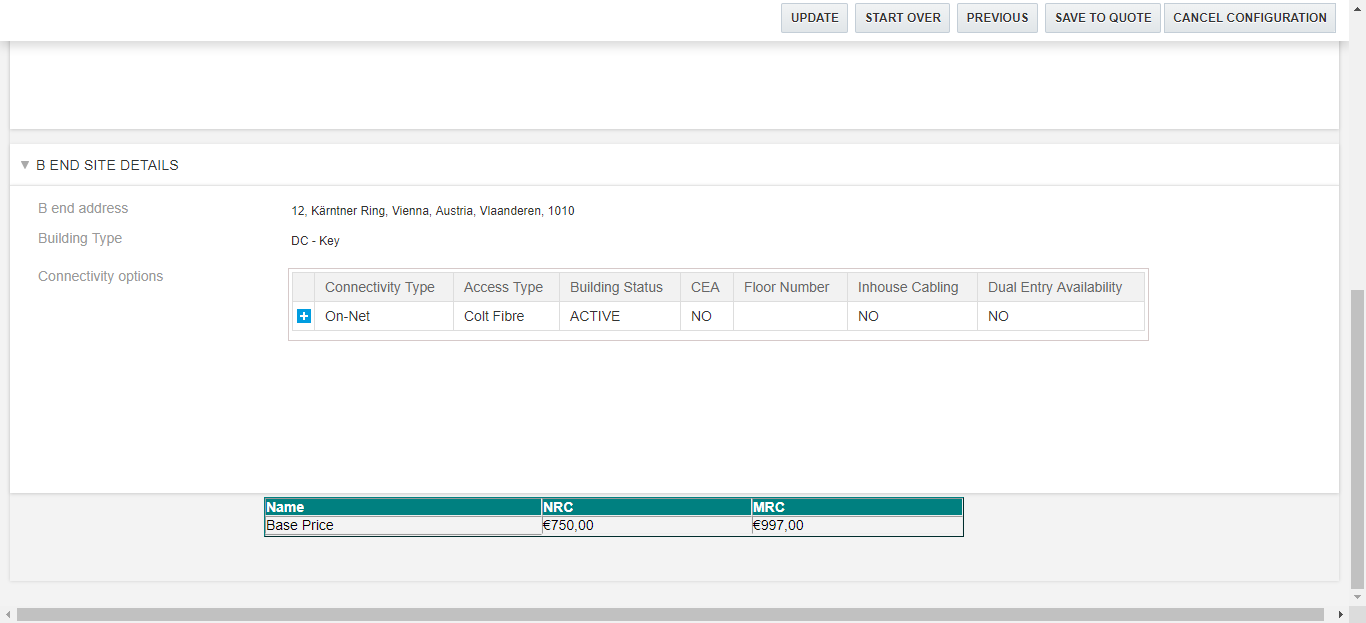 UPDATE START OVER PREVIOUS SAVE TO QUOTE CANCEL CONFIGURATION
B END SITE DETAILS
B end address 12, Kärntner Ring, Vienna, Austria, Vlaanderen, 1010
Building Type DC - Key
Connectivity options
Connectivity Type Access Type Building Status CEA Floor Number Inhouse Cabling Dual Entry Availability
On-Net Colt Fibre ACTIVE NO NO NO
Name NRC MRC
Base Price €750,00 €997,00